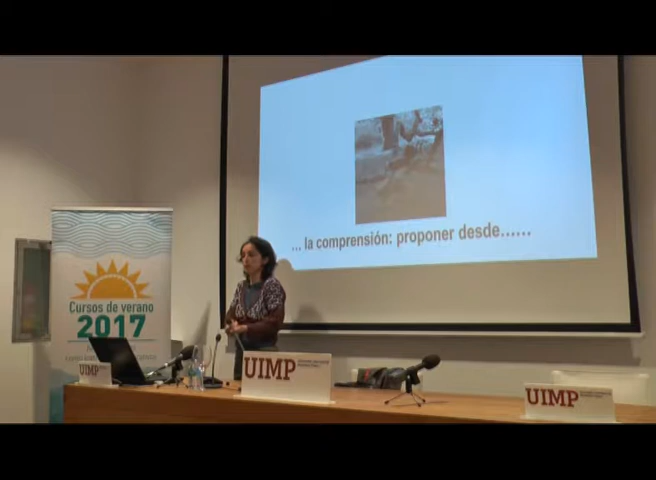 ... la comprensión: proponer desde......
Cursos de verano
2017
UIMP
UIMP
UIMP